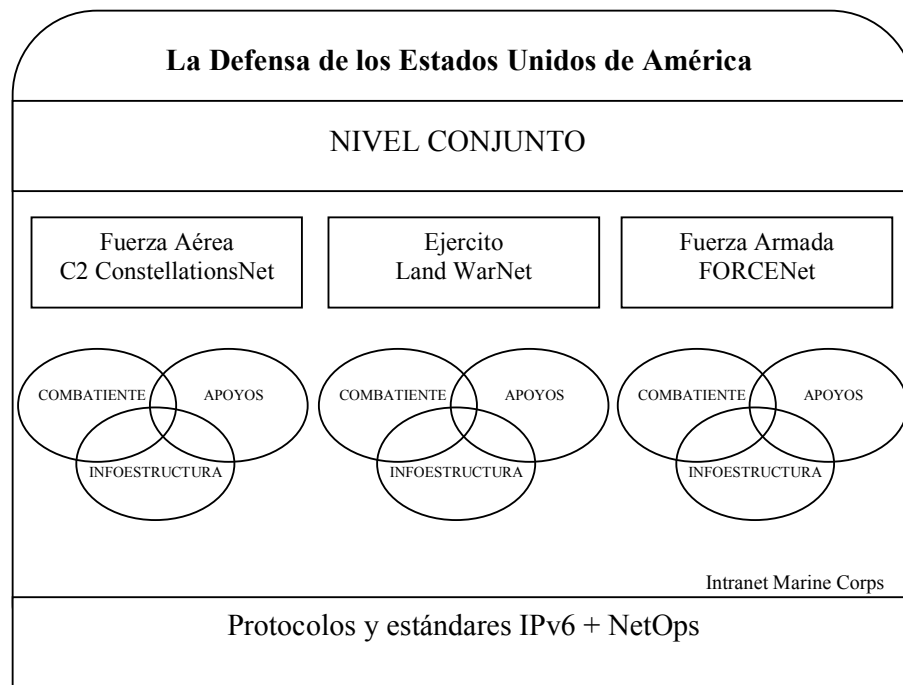 La Defensa de los Estados Unidos de América
NIVEL CONJUNTO
Fuerza Aérea
C2 ConstellationsNet
Ejercito
Land WarNet
Fuerza Armada
FORCENet
COMBATIENTE
APOYOS
INFOESTRUCTURA
COMBATIENTE
APOYOS
INFOESTRUCTURA
COMBATIENTE
APOYOS
INFOESTRUCTURA
Intranet Marine Corps
Protocolos y estándares IPv6 + NetOps